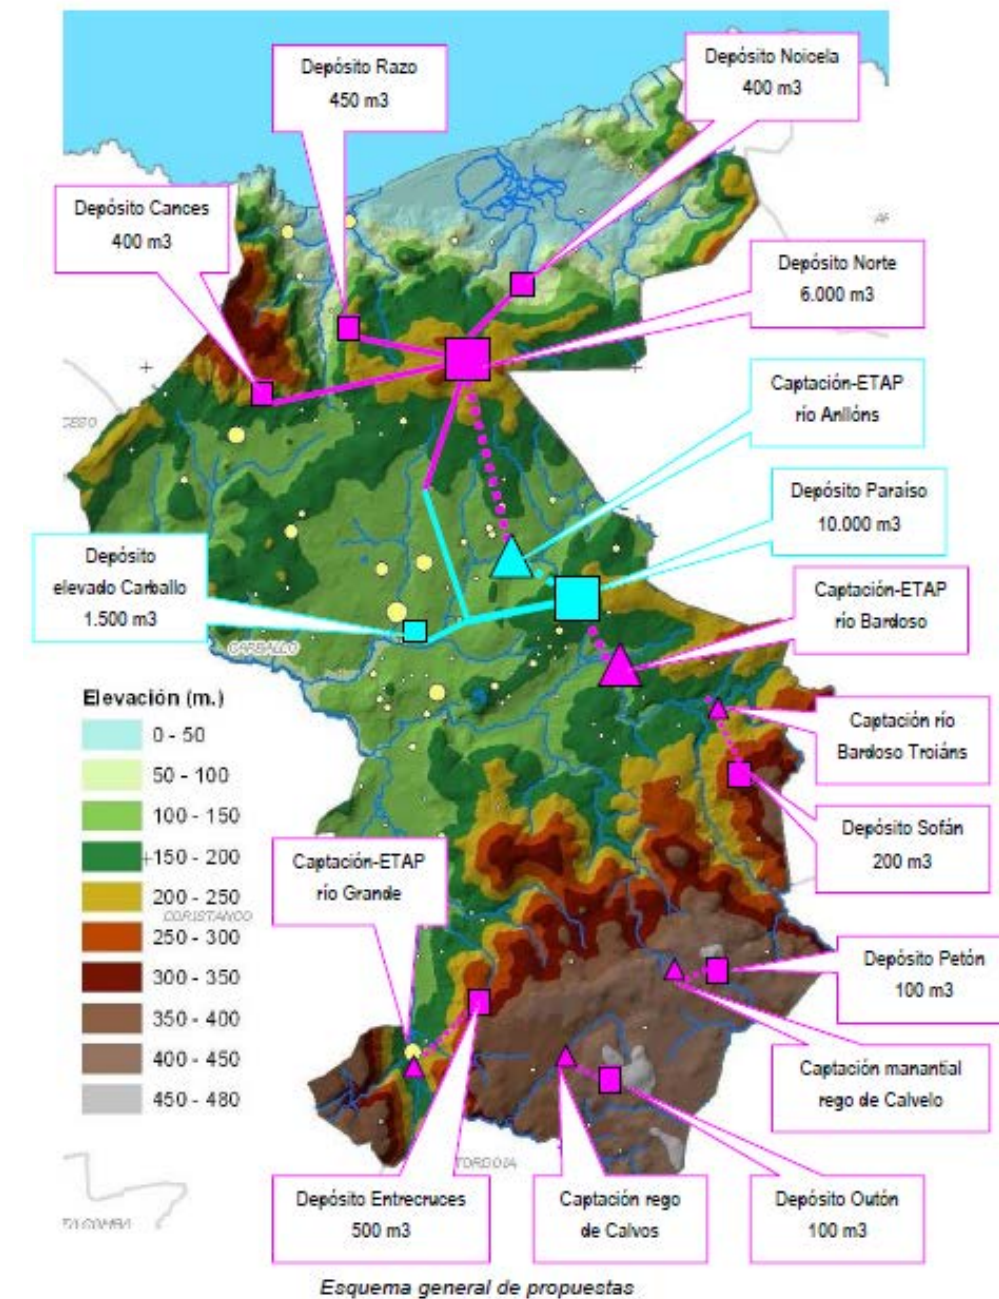 Depósito Razo
450 m3
Depósito Noicela
400 m3
Depósito Cances
400 m3
Depósito Norte
6.000 m3
Captación-ETAP
río Anllóns
Depósito Paraíso
10.000 m3
Depósito
elevado Carballo
1.500 m3
Captación-ETAP
río Bardoso
CARBALLO
Elevación (m.)
0 - 50
50 - 100
100 - 150
150 - 200
200 - 250
250 - 300
300 - 350
350 - 400
400 - 450
450 - 480
CORISTANCO
Captación río
Bardoso Troiáns
Depósito Sofán
200 m3
Captación-ETAP
río Grande
Depósito Petón
100 m3
Captación manantial
rego de Calvelo
TORDOIA
Depósito Entrecruces
500 m3
Captación rego
de Calvos
Depósito Outón
100 m3
Esquema general de propuestas